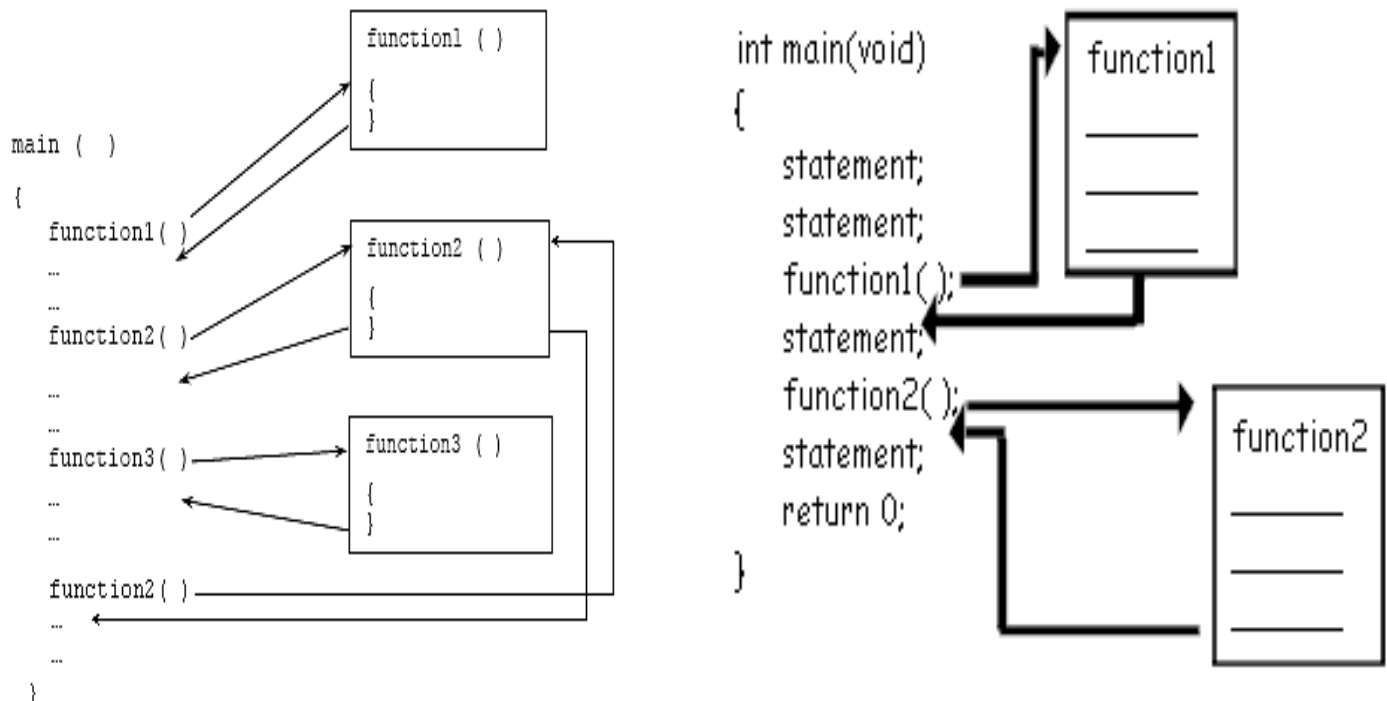 main ( )
{
function1( )
…
…
function2( )
…
…
function3( )
…
…
function2( )
…
…
}
function1 ( )
{
}
function2 ( )
{
}
function3 ( )
{
}
int main(void)
{
statement;
statement;
function1( );
statement;
function2( );
statement;
return 0;
}
function1
function2